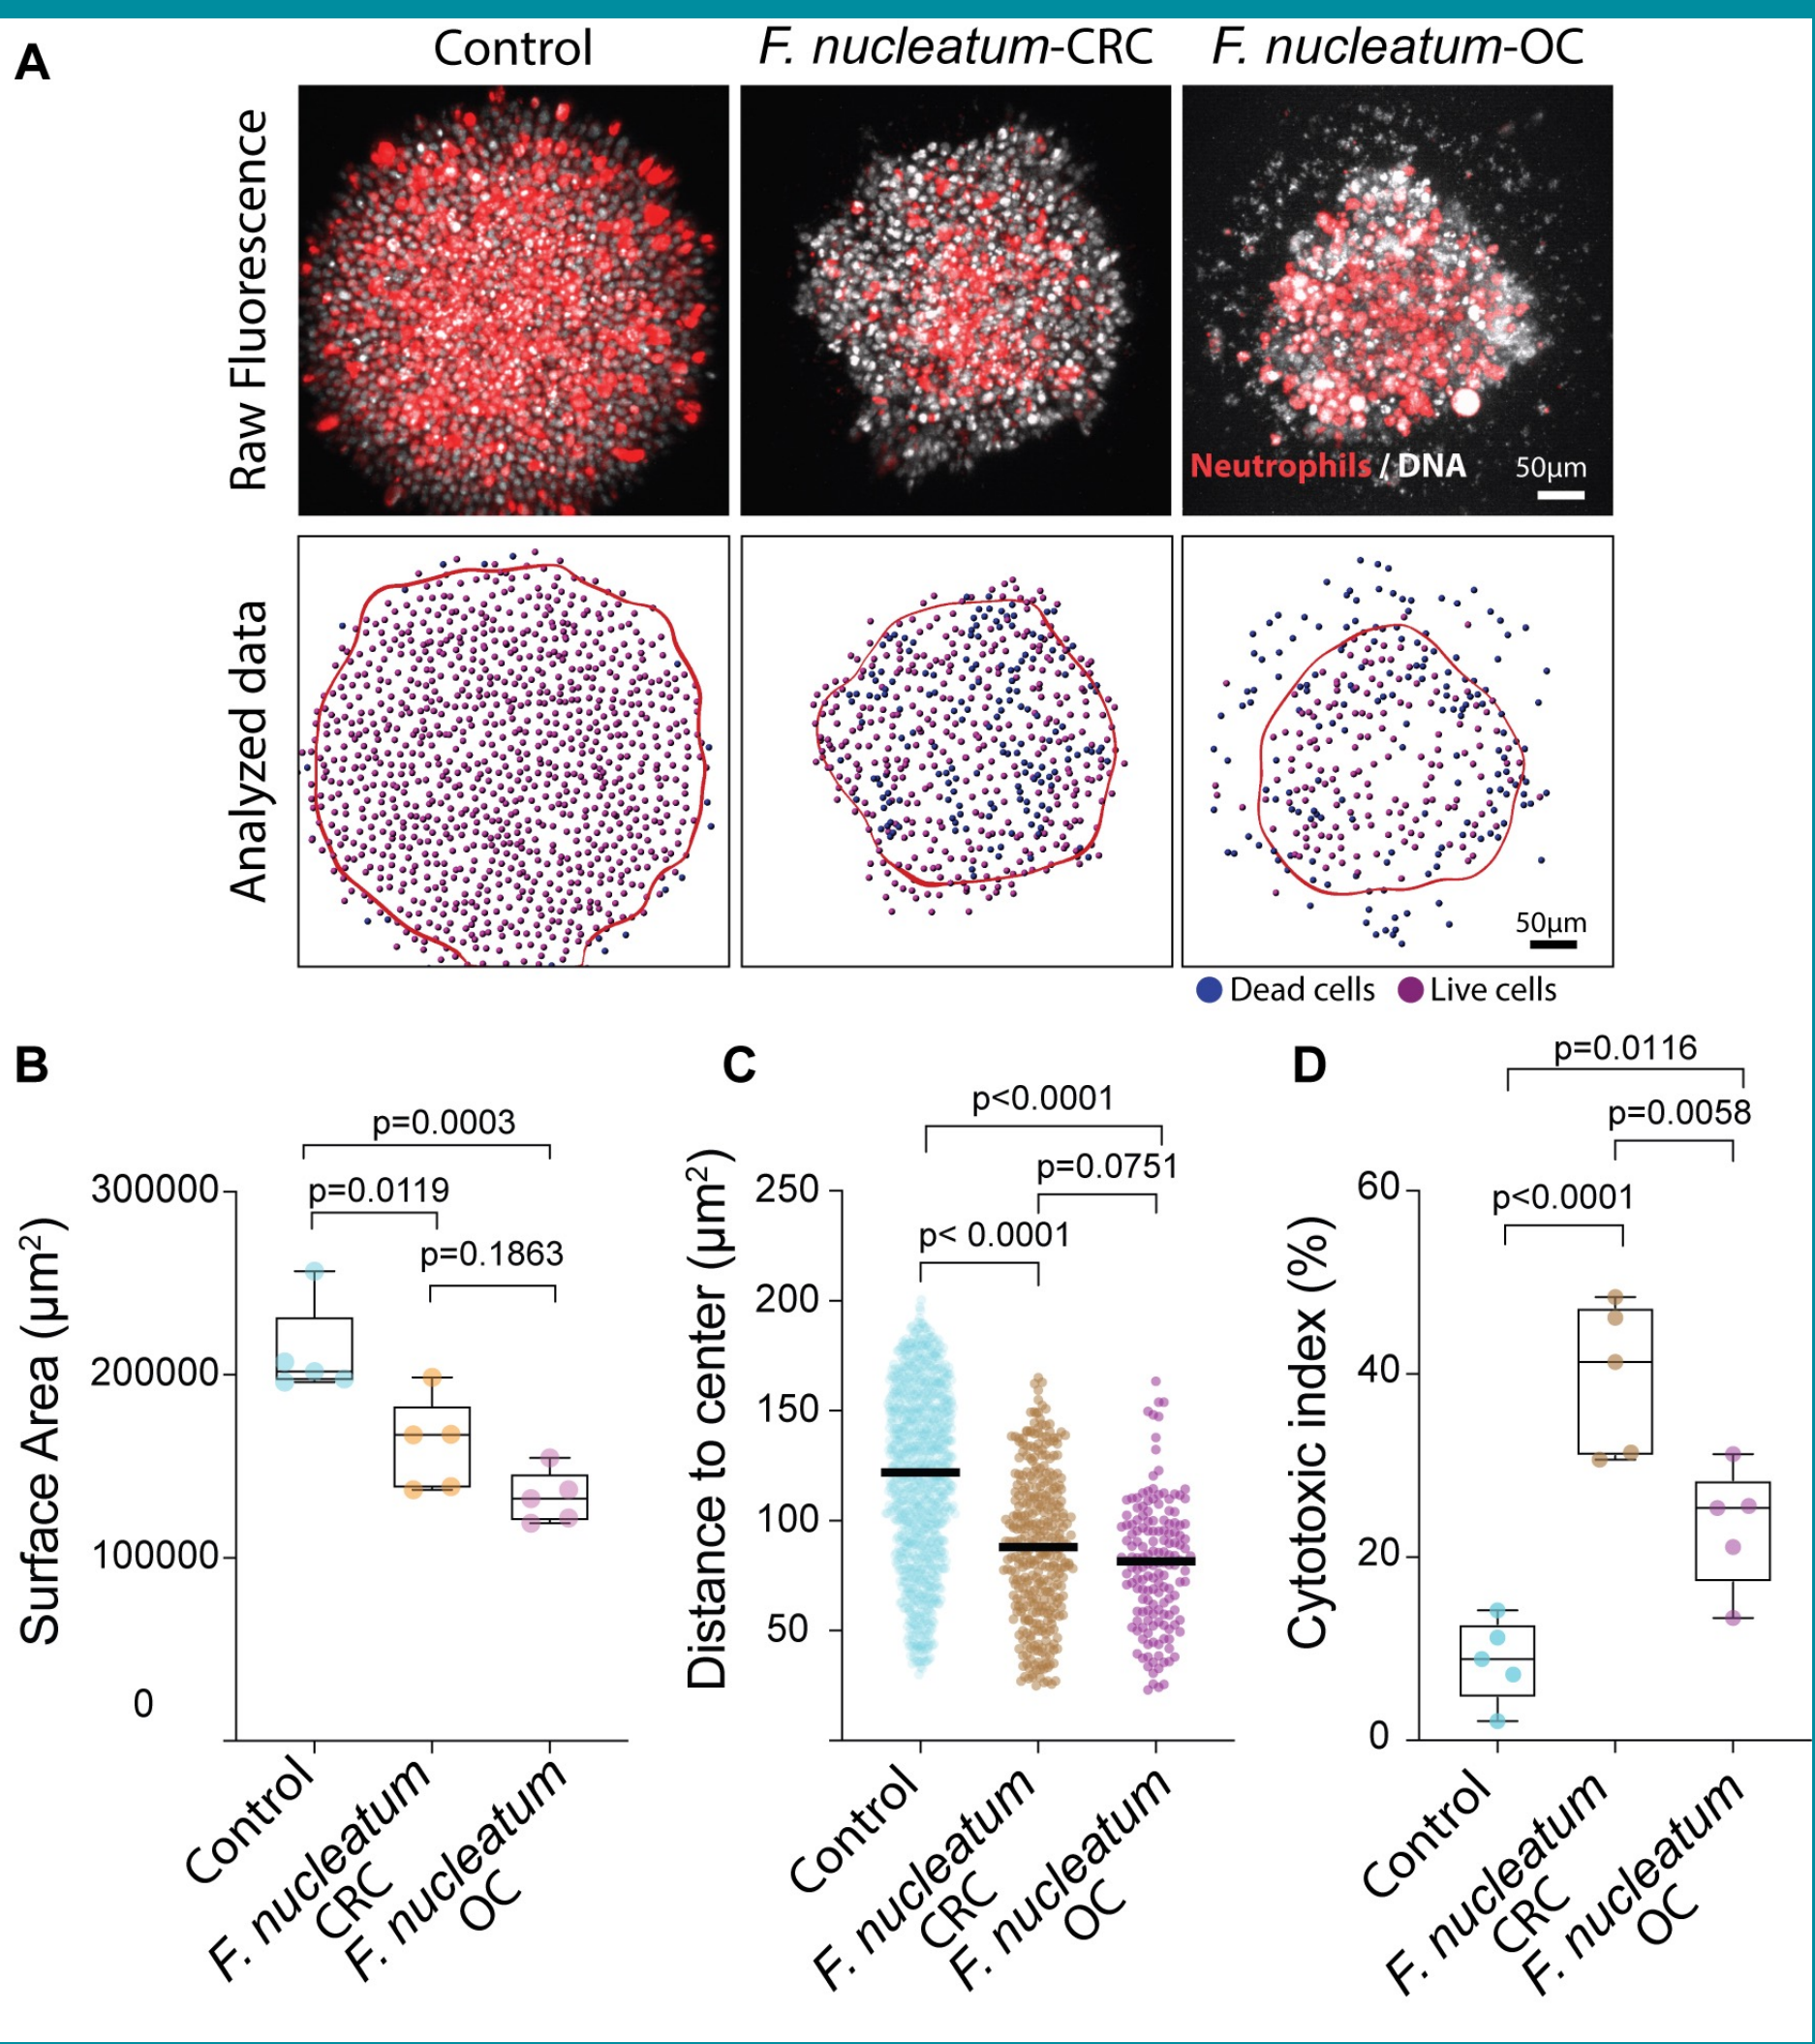 A
Control
F. nucleatum-CRC
F. nucleatum-OC
Raw Fluorescence
Neutrophils / DNA
50µm
Analyzed data
50µm
Dead cells
Live cells
B
p=0.0003
p=0.0119
p=0.1863
Surface Area (µm²)
300000
200000
100000
0
Control
F. nucleatum
CRC
F. nucleatum
OC
C
p<0.0001
p=0.0751
p< 0.0001
Distance to center (µm²)
250
200
150
100
50
Control
F. nucleatum
CRC
F. nucleatum
OC
D
p=0.0116
p=0.0058
p<0.0001
Cytotoxic index (%)
60
40
20
0
Control
F. nucleatum
CRC
F. nucleatum
OC